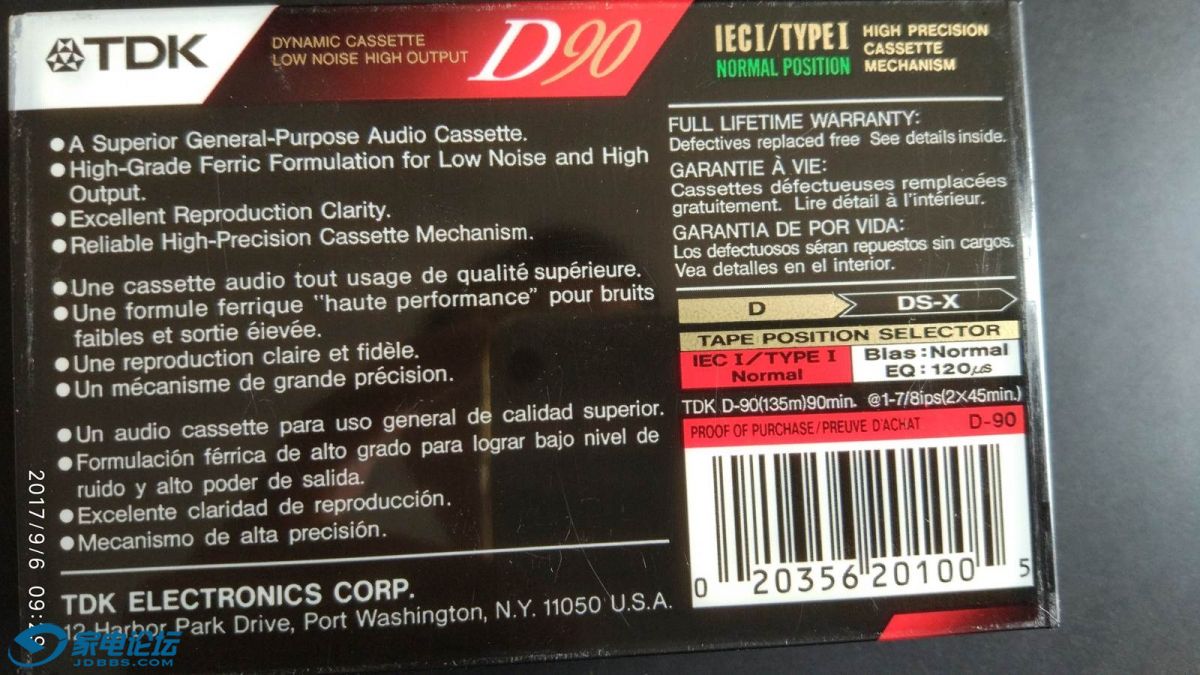 TDK
DYNAMIC CASSETTE
LOW NOISE HIGH OUTPUT
D90
IECI/TYPE I
NORMAL POSITION
HIGH PRECISION
CASSETTE
MECHANISM
●A Superior General-Purpose Audio Cassette.
●High-Grade Ferric Formulation for Low Noise and High
Output.
●Excellent Reproduction Clarity.
●Reliable High-Precision Cassette Mechanism.
●Une cassette audio tout usage de qualité supérieure.
●Une formule ferrique "haute performance" pour bruits
faibles et sortie éievée.
●Une reproduction claire et fidèle.
●Un mécanisme de grande précision.
●Un audio cassette para uso general de calidad superior.
●Formulación férrica de alto grado para lograr bajo nivel de
ruido y alto poder de salida.
●Excelente claridad de reproducción.
●Mecanismo de alta precisión.
TDK ELECTRONICS CORP.
12 Harbor Park Drive, Port Washington, N.Y. 11050 U.S.A.
FULL LIFETIME WARRANTY:
Defectives replaced free See details inside.
GARANTIE À VIE:
Cassettes défectueuses remplacées
gratuitement. Lire détail à l'intérieur.
GARANTIA DE POR VIDA:
Los defectuosos séran repuestos sin cargos.
Vea detalles en el interior.
D
DS-X
TAPE POSITION SELECTOR
IEC I/TYPE I
Normal
Bias:Normal
EQ:120μs
TDK D-90(135m)90min. @1-7/8ips(2×45min.)
PROOF OF PURCHASE/PREUVE D'ACHAT D-90
0 20356 20100 5
2017/9/6 09:
家电论坛
JDBBS.COM